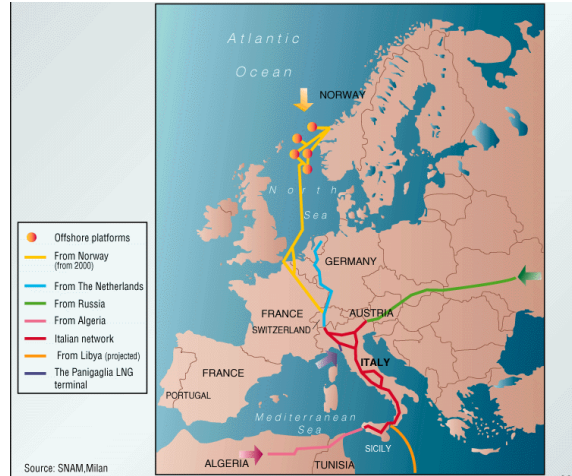 Atlantic
Ocean
NORWAY
North
Sea
Offshore platforms
From Norway
(from 2000)
From The Netherlands
From Russia
From Algeria
Italian network
From Libya (projected)
The Panigaglia LNG
terminal
GERMANY
FRANCE
AUSTRIA
SWITZERLAND
ITALY
FRANCE
PORTUGAL
Mediterranean
Sea
SICILY
ALGERIA
TUNISIA
Source: SNAM,Milan